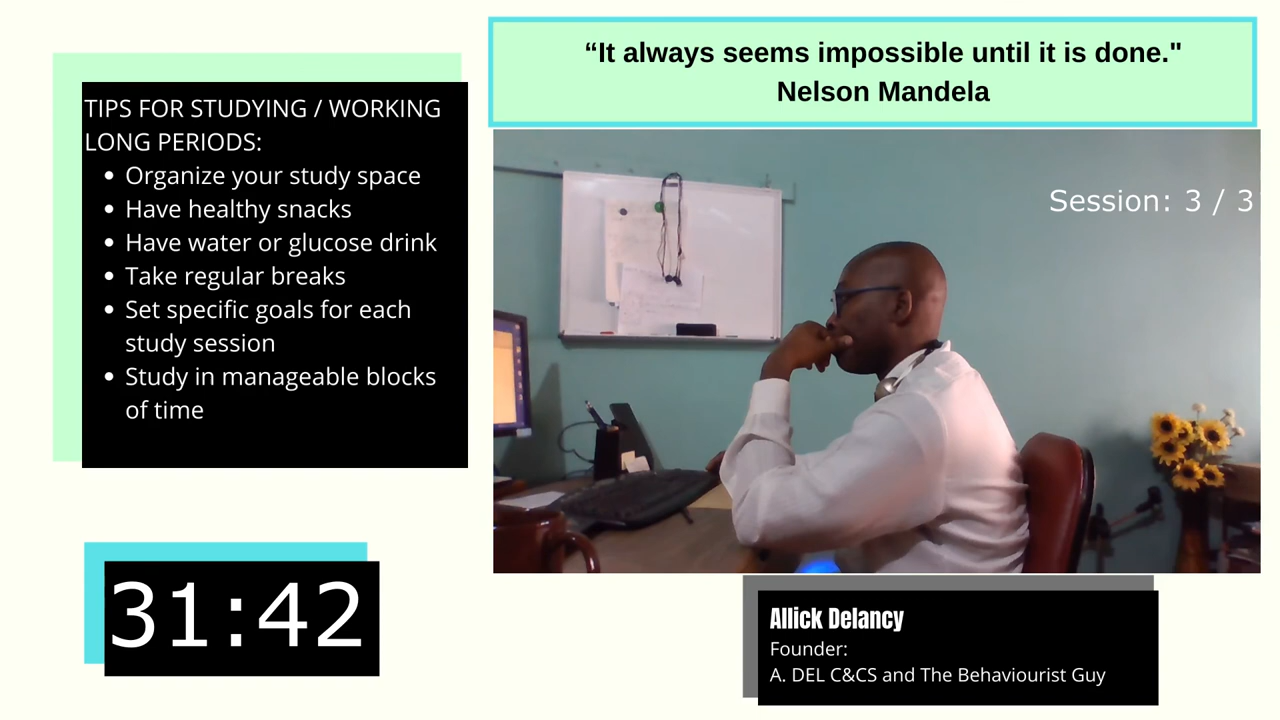 “It always seems impossible until it is done."
Nelson Mandela
TIPS FOR STUDYING / WORKING
LONG PERIODS:
• Organize your study space
• Have healthy snacks
• Have water or glucose drink
• Take regular breaks
• Set specific goals for each
study session
• Study in manageable blocks
of time
Session: 3 / 3
31:42
Allick Delancy
Founder:
A. DEL C&CS and The Behaviourist Guy